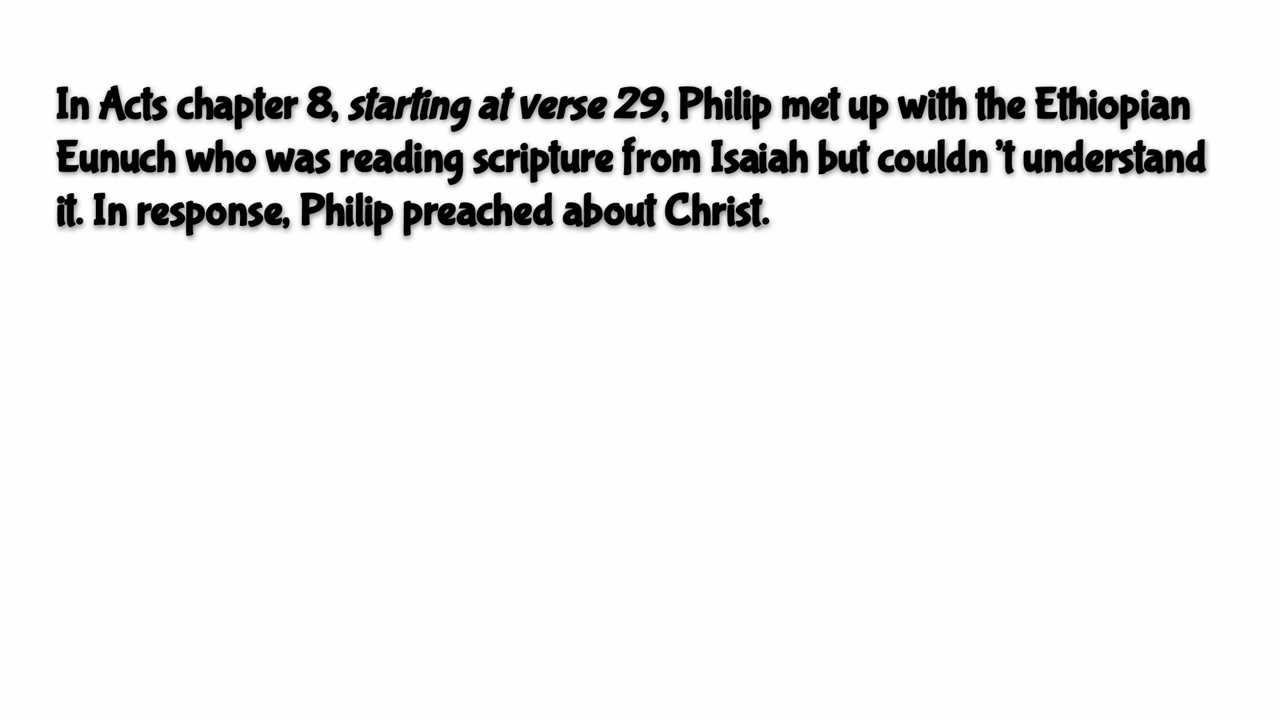 In Acts chapter 8, starting at verse 29, Philip met up with the Ethiopian
Eunuch who was reading scripture from Isaiah but couldn 't understand
it. In response, Philip preached about Christ.